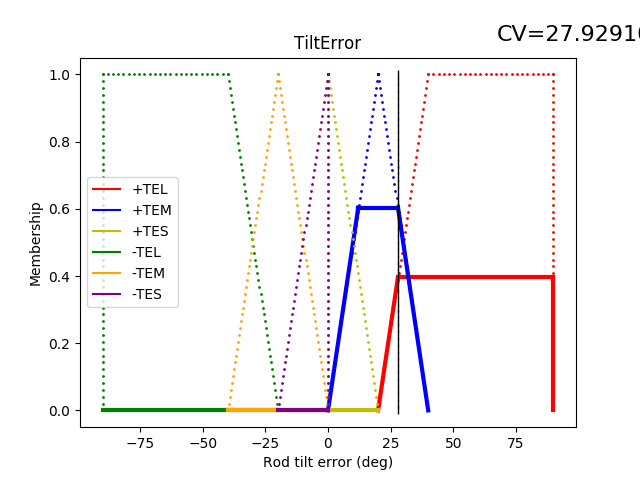 CV=27.92916
TiltError
1.0
0.8
0.6
0.4
0.2
0.0
Membership
+TEL
+TEM
+TES
-TEL
-TEM
-TES
−75 −50 −25 0 25 50 75
Rod tilt error (deg)